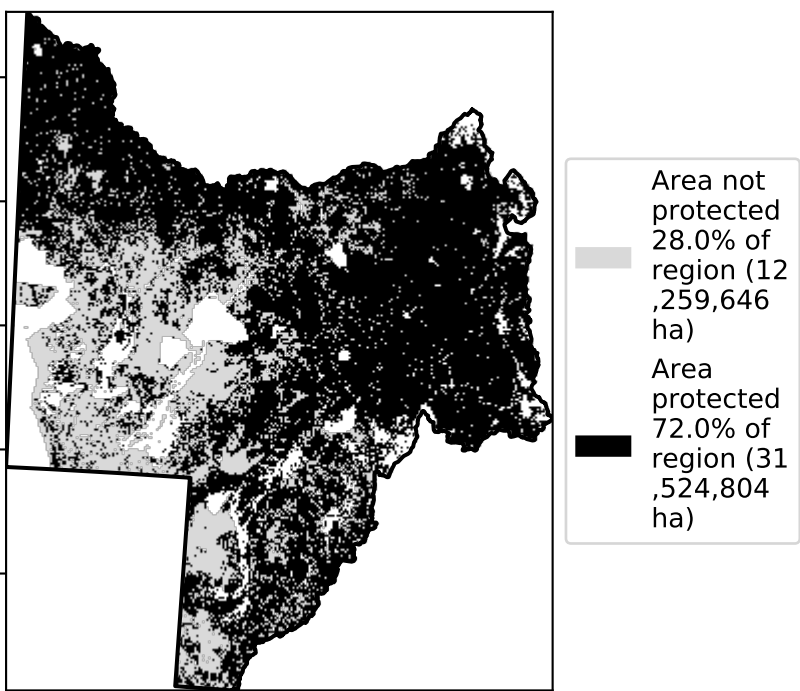 Area not
protected
28.0% of
region (12
,259,646
ha)
Area
protected
72.0% of
region (31
,524,804
ha)